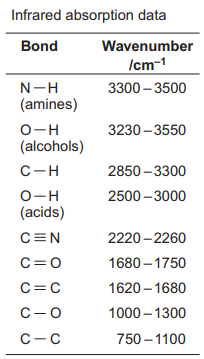 Infrared absorption data
Bond Wavenumber
/cm⁻¹
N–H 3300–3500
(amines)
O–H 3230–3550
(alcohols)
C–H 2850–3300
O–H 2500–3000
(acids)
C≡N 2220–2260
C=O 1680–1750
C=C 1620–1680
C–O 1000–1300
C–C 750–1100